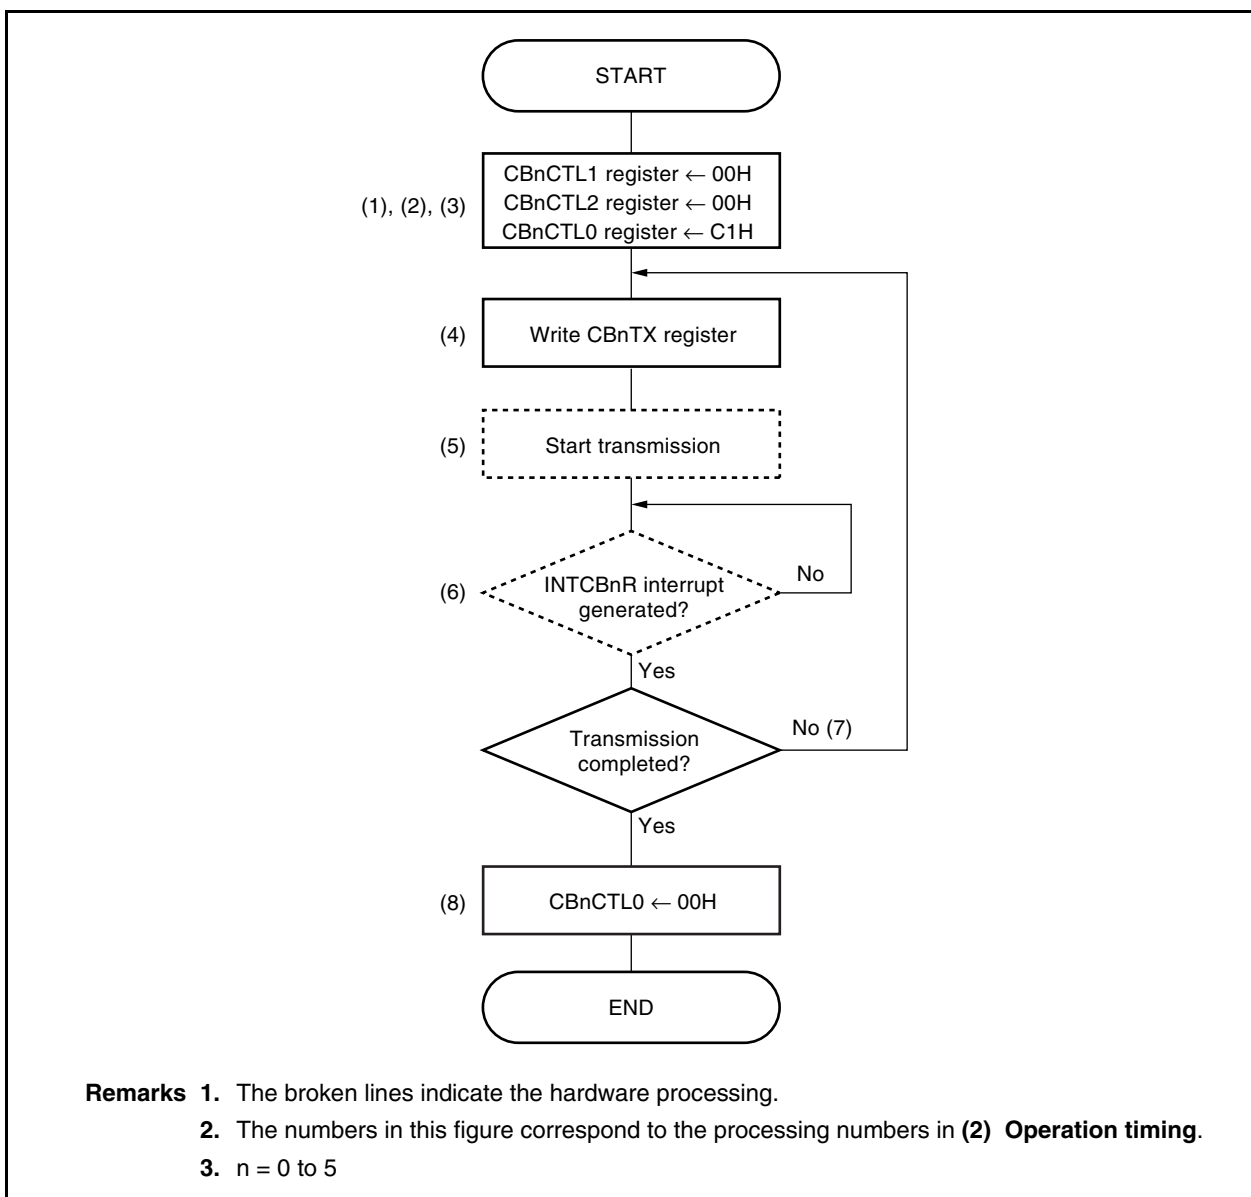 START
CBnCTL1 register ← 00H
CBnCTL2 register ← 00H
(1), (2), (3)
CBnCTL0 register ← C1H
(4)
Write CBnTX register
(5)
Start transmission
(6)
INTCBnR interrupt
generated?
No
Yes
Transmission
completed?
No (7)
Yes
(8)
CBnCTL0 ← 00H
END
Remarks 1. The broken lines indicate the hardware processing.
2. The numbers in this figure correspond to the processing numbers in (2) Operation timing.
3. n = 0 to 5